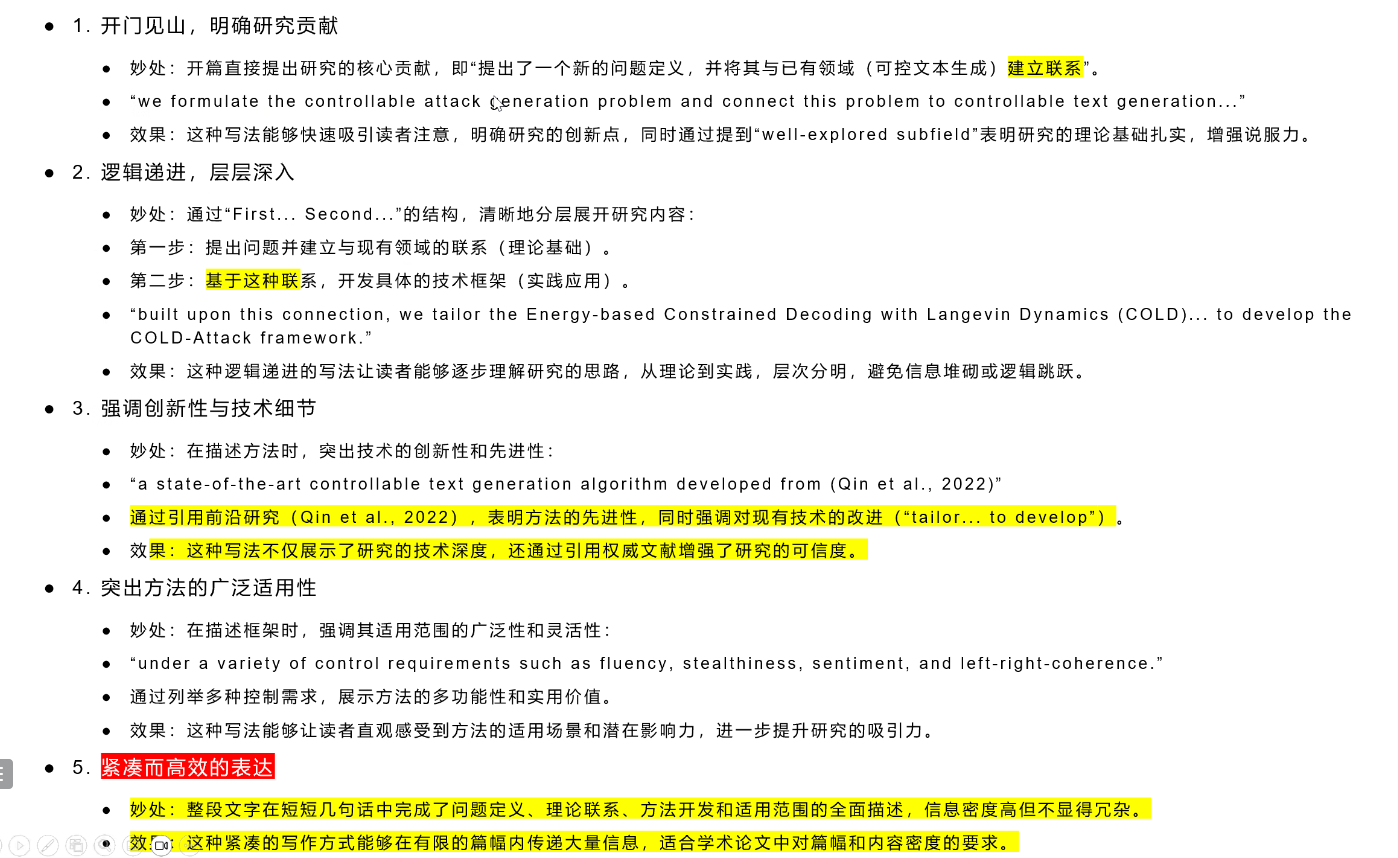 1. 开门见山，明确研究贡献
妙处：开篇直接提出研究的核心贡献，即“提出了一个新的问题定义，并将其与已有领域（可控文本生成）建立联系”。
“we formulate the controllable attack generation problem and connect this problem to controllable text generation...”
效果：这种写法能够快速吸引读者注意，明确研究的创新点，同时通过提到“well-explored subfield”表明研究的理论基础扎实，增强说服力。
2. 逻辑递进，层层深入
妙处：通过“First... Second...”的结构，清晰地分层展开研究内容：
第一步：提出问题并建立与现有领域的联系（理论基础）。
第二步：基于这种联系，开发具体的技术框架（实践应用）。
“built upon this connection, we tailor the Energy-based Constrained Decoding with Langevin Dynamics (COLD)... to develop the
COLD-Attack framework.”
效果：这种逻辑递进的写法让读者能够逐步理解研究的思路，从理论到实践，层次分明，避免信息堆砌或逻辑跳跃。
3. 强调创新性与技术细节
妙处：在描述方法时，突出技术的创新性和先进性：
“a state-of-the-art controllable text generation algorithm developed from (Qin et al., 2022)”
通过引用前沿研究（Qin et al., 2022），表明方法的先进性，同时强调对现有技术的改进（“tailor... to develop”）。
效果：这种写法不仅展示了研究的技术深度，还通过引用权威文献增强了研究的可信度。
4. 突出方法的广泛适用性
妙处：在描述框架时，强调其适用范围的广泛性和灵活性：
“under a variety of control requirements such as fluency, stealthiness, sentiment, and left-right-coherence.”
通过列举多种控制需求，展示方法的多功能性和实用价值。
效果：这种写法能够让读者直观感受到方法的适用场景和潜在影响力，进一步提升研究的吸引力。
5. 紧凑而高效的表达
妙处：整段文字在短短几句话中完成了问题定义、理论联系、方法开发和适用范围的全面描述，信息密度高但不显得冗杂。
效果：这种紧凑的写作方式能够在有限的篇幅内传递大量信息，适合学术论文中对篇幅和内容密度的要求。